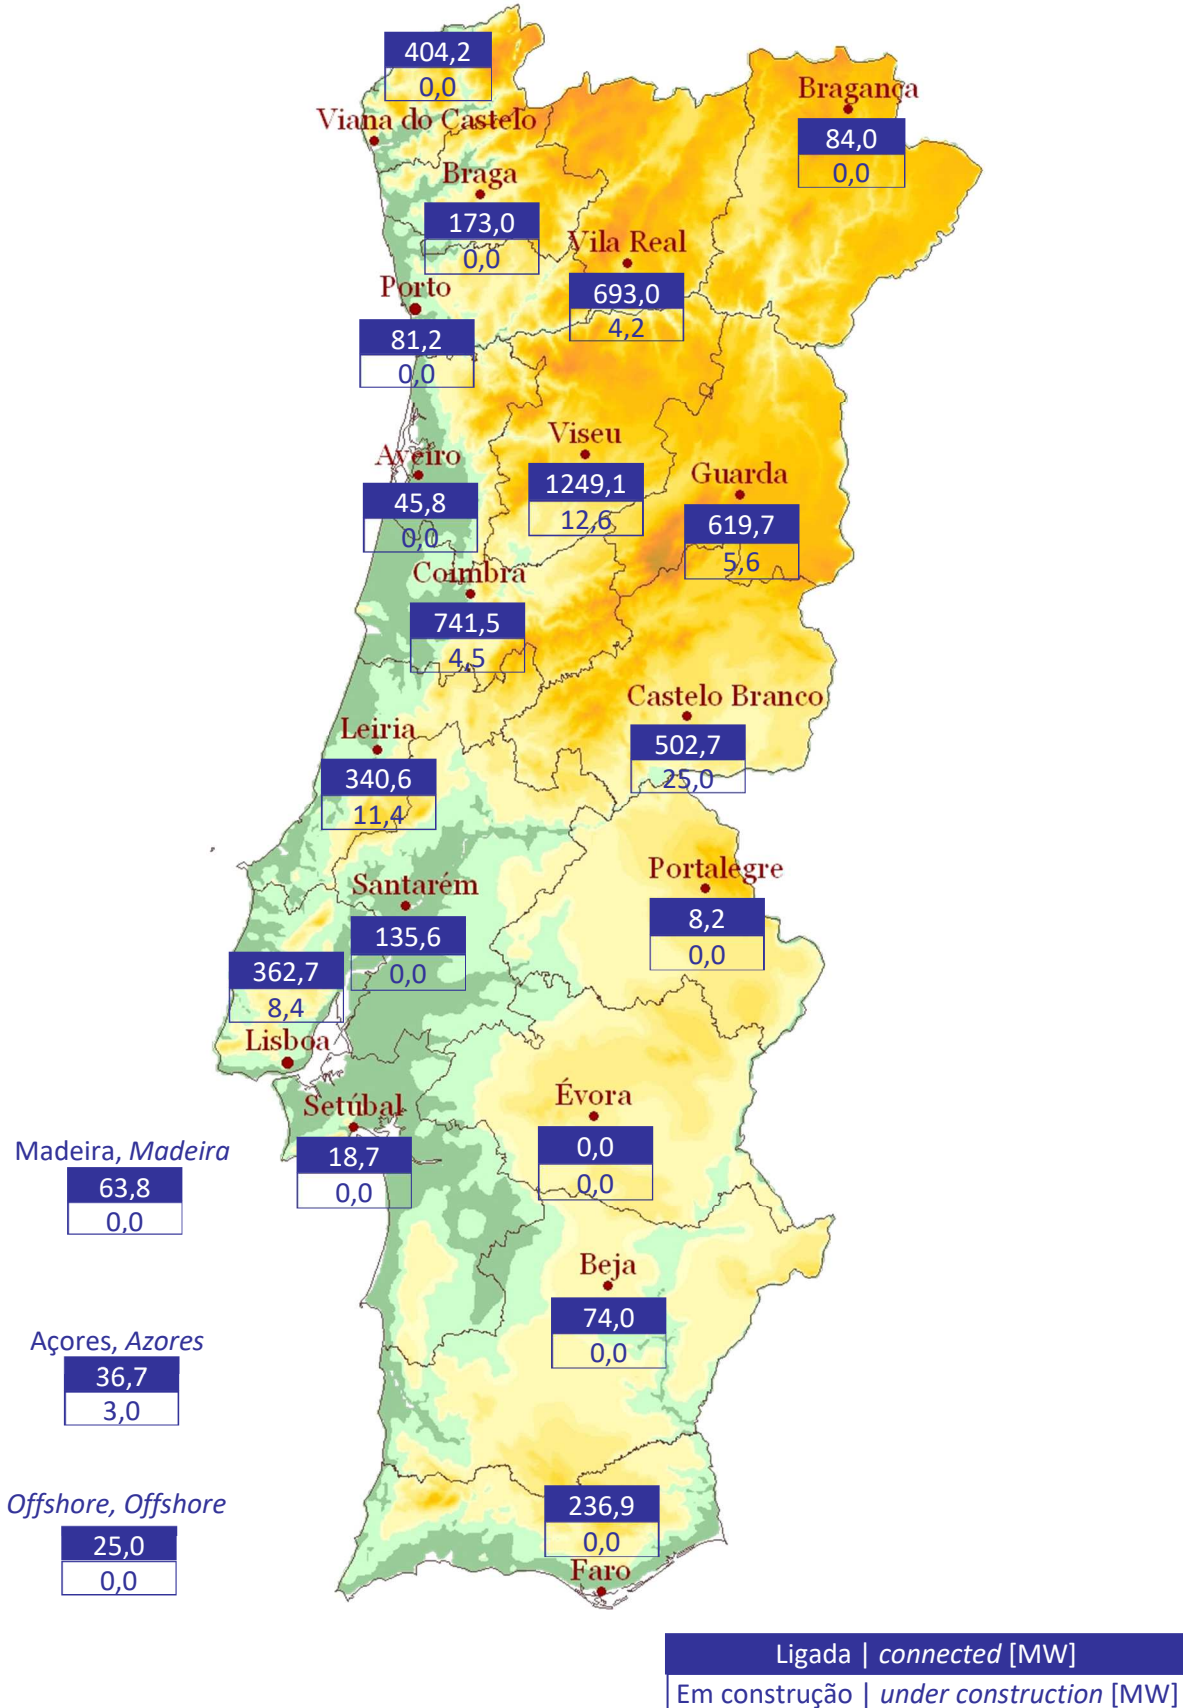 404,2
0,0
Viana do Castelo
Bragança
84,0
0,0
Braga
173,0
0,0
Vila Real
693,0
4,2
Porto
81,2
0,0
Viseu
1249,1
12,6
Aveiro
45,8
0,0
Guarda
619,7
5,6
Coimbra
741,5
4,5
Castelo Branco
502,7
25,0
Leiria
340,6
11,4
Portalegre
8,2
0,0
Santarém
135,6
0,0
362,7
8,4
Lisboa
Setúbal
18,7
0,0
Évora
0,0
0,0
Madeira, Madeira
63,8
0,0
Beja
74,0
0,0
Açores, Azores
36,7
3,0
Offshore, Offshore
25,0
0,0
236,9
0,0
Faro
Ligada | connected [MW]
Em construção | under construction [MW]